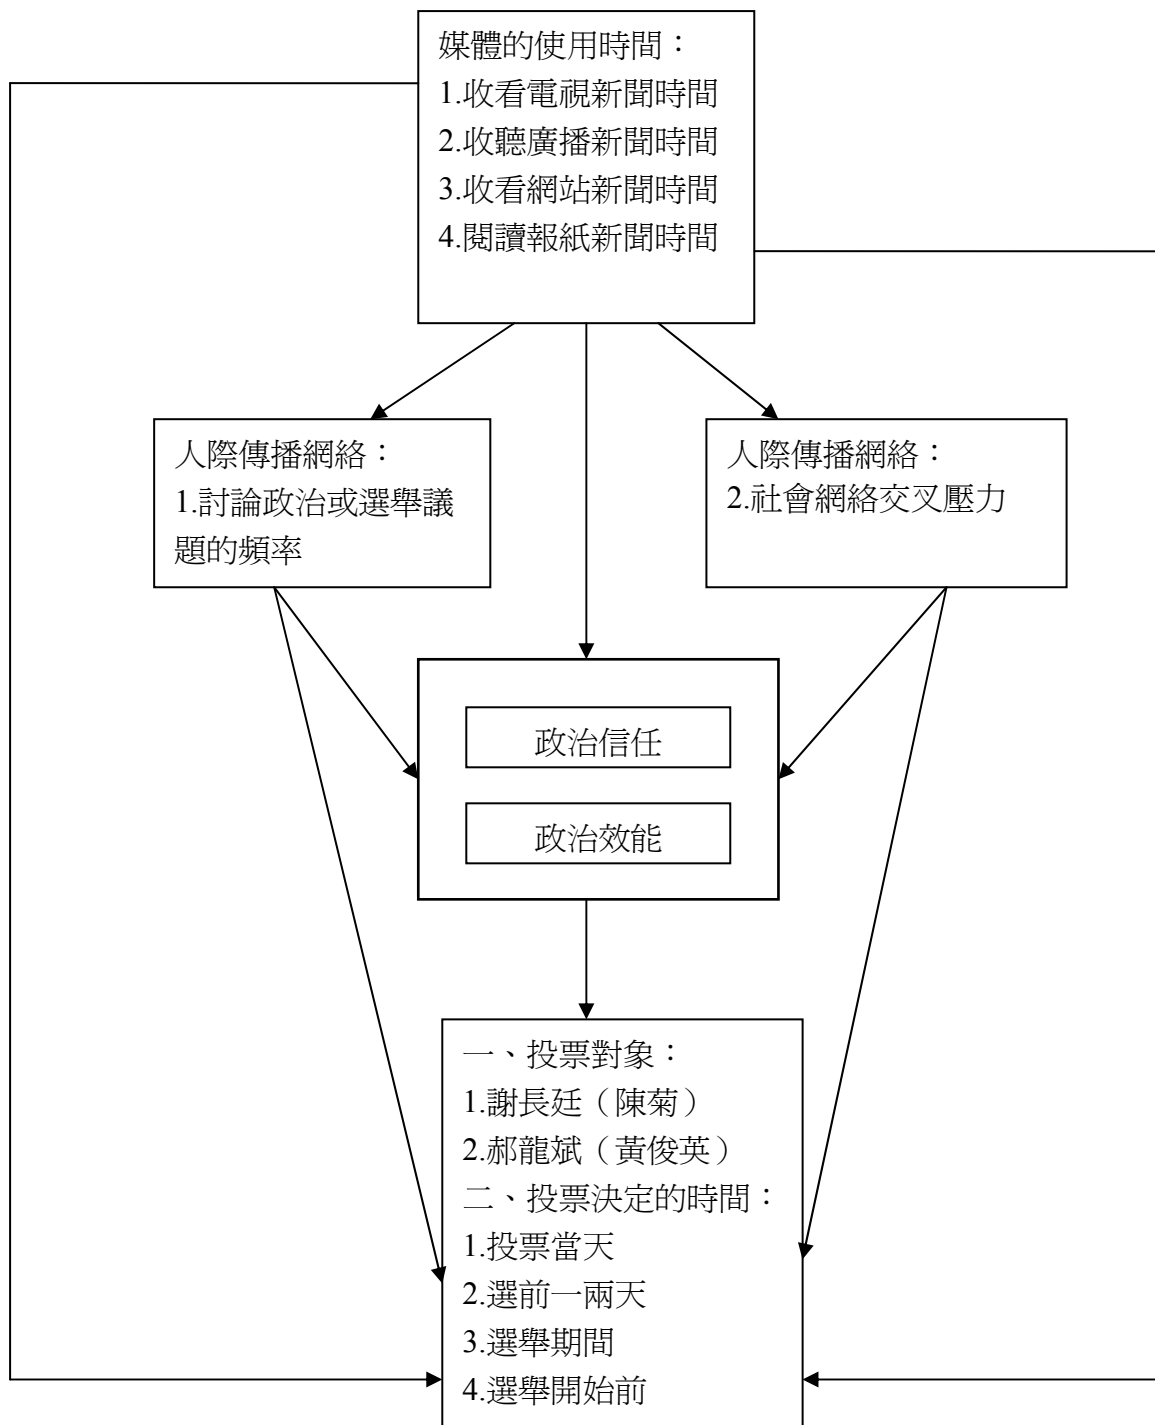 媒體的使用時間：
1.收看電視新聞時間
2.收聽廣播新聞時間
3.收看網站新聞時間
4.閱讀報紙新聞時間
人際傳播網絡：
1.討論政治或選舉議
題的頻率
人際傳播網絡：
2.社會網絡交叉壓力
政治信任
政治效能
一、投票對象：
1.謝長廷（陳菊）
2.郝龍斌（黃俊英）
二、投票決定的時間：
1.投票當天
2.選前一兩天
3.選舉期間
4.選舉開始前